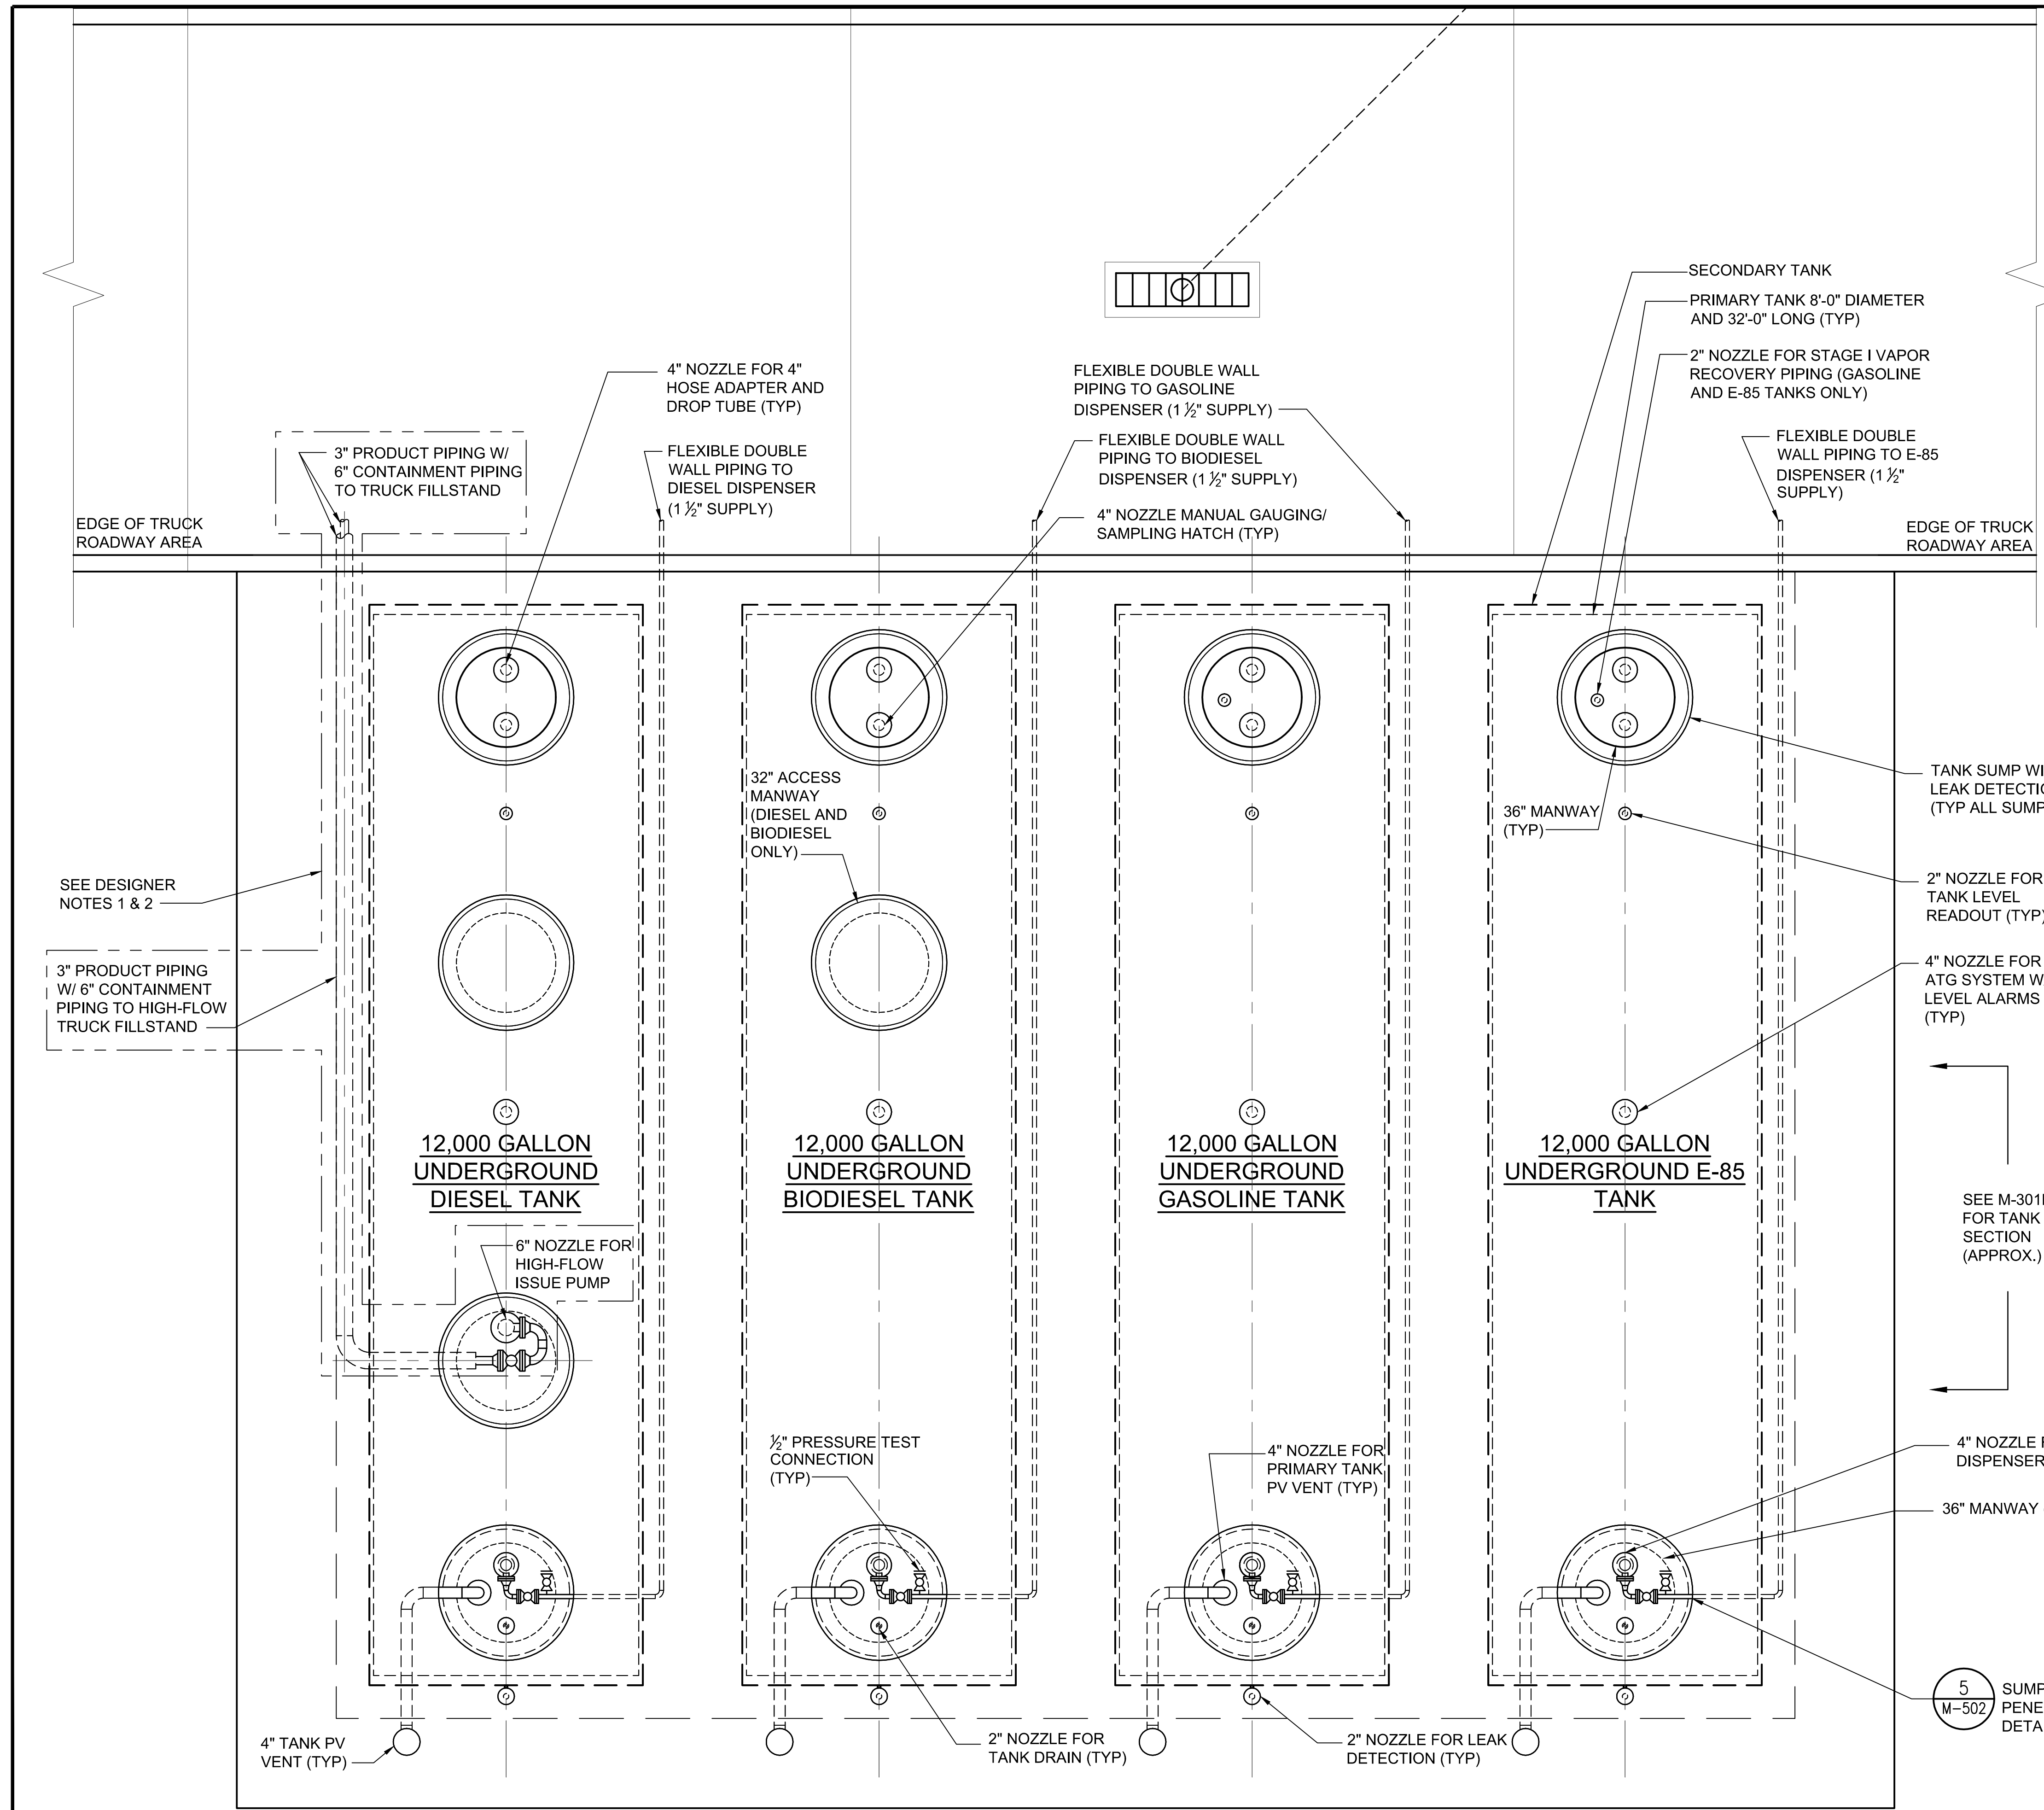 SECONDARY TANK
PRIMARY TANK 8'-0" DIAMETER
AND 32'-0" LONG (TYP)
2" NOZZLE FOR STAGE I VAPOR
RECOVERY PIPING (GASOLINE
AND E-85 TANKS ONLY)
4" NOZZLE FOR 4"
HOSE ADAPTER AND
DROP TUBE (TYP)
FLEXIBLE DOUBLE WALL
PIPING TO GASOLINE
DISPENSER (1 ½" SUPPLY)
3" PRODUCT PIPING W/
6" CONTAINMENT PIPING
TO TRUCK FILLSTAND
FLEXIBLE DOUBLE
WALL PIPING TO
DIESEL DISPENSER
(1 ½" SUPPLY)
FLEXIBLE DOUBLE WALL
PIPING TO BIODIESEL
DISPENSER (1 ½" SUPPLY)
FLEXIBLE DOUBLE
WALL PIPING TO E-85
DISPENSER (1 ½"
SUPPLY)
4" NOZZLE MANUAL GAUGING/
SAMPLING HATCH (TYP)
EDGE OF TRUCK
ROADWAY AREA
EDGE OF TRUCK
ROADWAY AREA
32" ACCESS
MANWAY
(DIESEL AND
BIODIESEL
ONLY)
36" MANWAY
(TYP)
TANK SUMP
LEAK
(TYP ALL
SEE DESIGNER
NOTES 1 & 2
2" NOZZLE FOR
TANK LEVEL
READOUT (TYP)
3" PRODUCT PIPING
W/ 6" CONTAINMENT
PIPING TO HIGH-FLOW
TRUCK FILLSTAND
4" NOZZLE FOR
ATG SYSTEM
LEVEL ALARMS
(TYP)
12,000 GALLON
UNDERGROUND
DIESEL TANK
12,000 GALLON
UNDERGROUND
BIODIESEL TANK
12,000 GALLON
UNDERGROUND
GASOLINE TANK
12,000 GALLON
UNDERGROUND E-85
TANK
SEE
FOR TANK
SECTION
(APPROX.)
6" NOZZLE FOR
HIGH-FLOW
ISSUE PUMP
½" PRESSURE TEST
CONNECTION
(TYP)
4" NOZZLE FOR
PRIMARY TANK
PV VENT (TYP)
4" NOZZLE
DISPENSER
36" MANWAY
5
M-502
SUMP
4" TANK PV
VENT (TYP)
2" NOZZLE FOR
TANK DRAIN (TYP)
2" NOZZLE FOR LEAK
DETECTION (TYP)